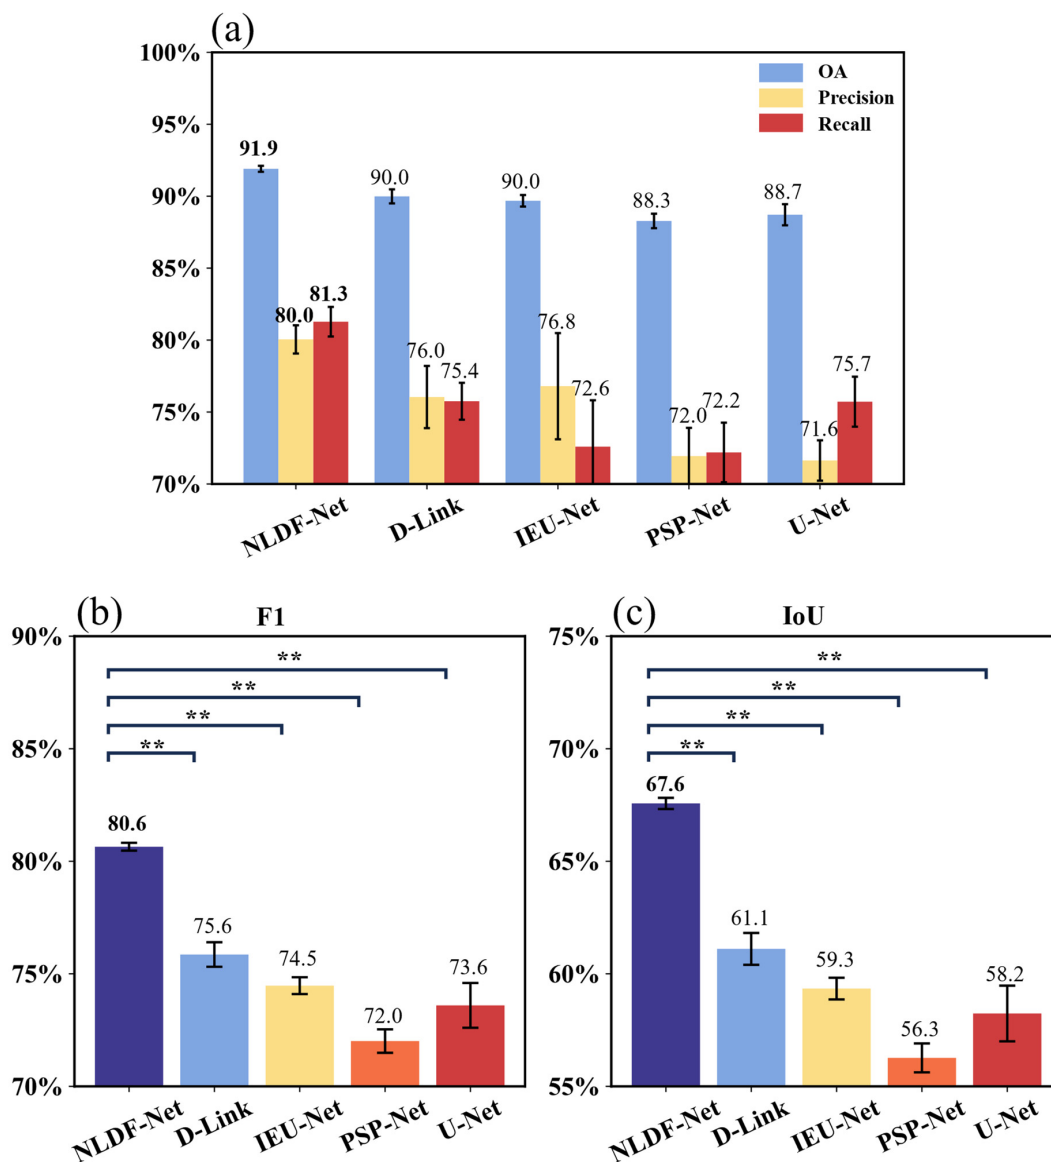 (a)
100%
95%
90%
85%
80%
75%
70%
OA
Precision
Recall
91.9
80.0
81.3
90.0
76.0
75.4
90.0
76.8
72.6
88.3
72.0
72.2
88.7
71.6
75.7
NLDF-Net
D-Link
IEU-Net
PSP-Net
U-Net
(b)
F1
90%
85%
80%
75%
70%
**
**
**
**
80.6
75.6
74.5
72.0
73.6
NLDF-Net
D-Link
IEU-Net
PSP-Net
U-Net
(c)
IoU
75%
70%
65%
60%
55%
**
**
**
**
67.6
61.1
59.3
56.3
58.2
NLDF-Net
D-Link
IEU-Net
PSP-Net
U-Net